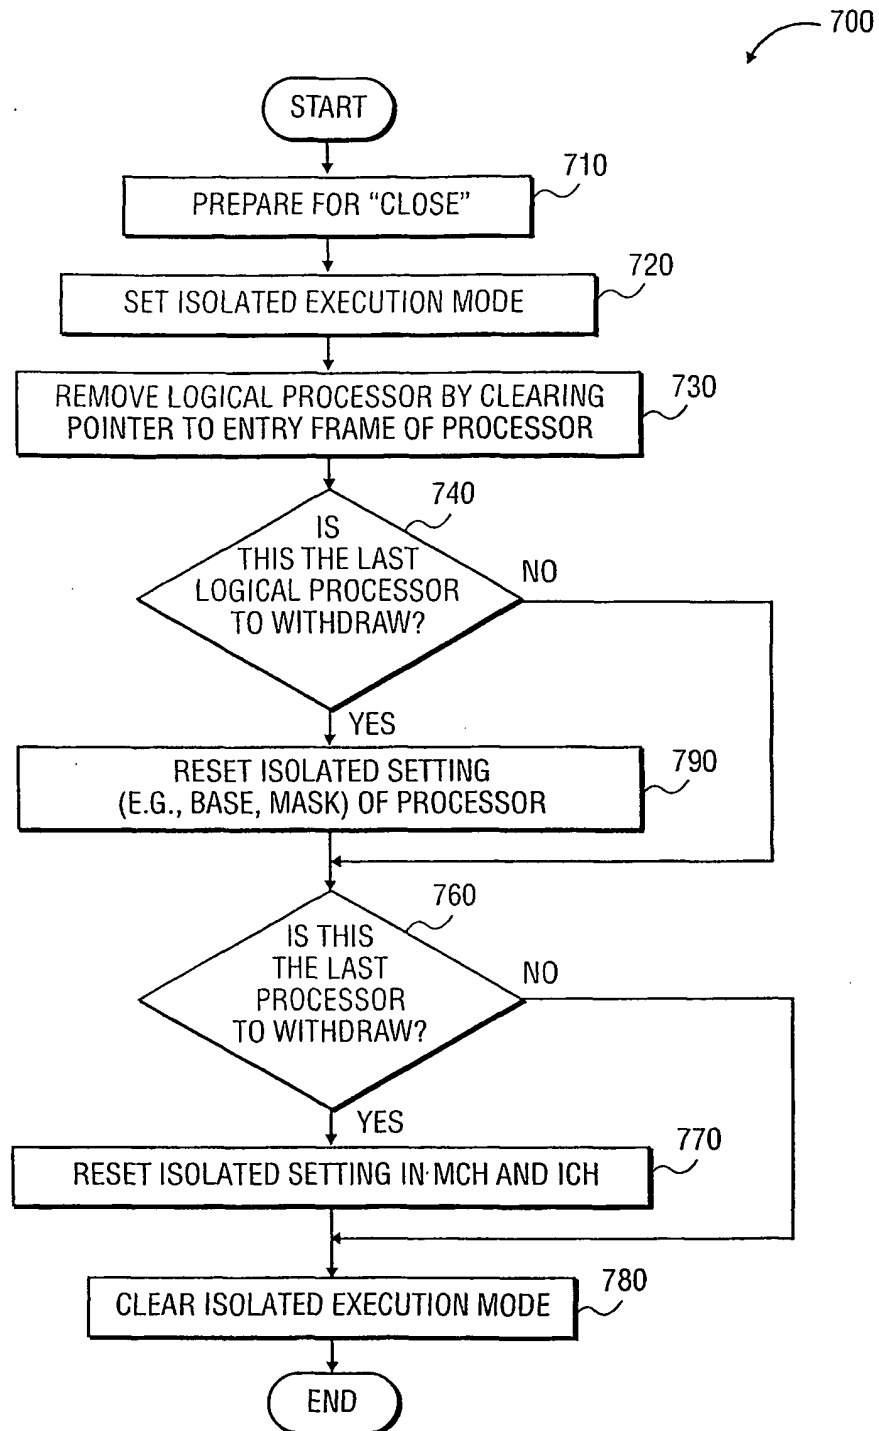 700
START
710
PREPARE FOR “CLOSE”
720
SET ISOLATED EXECUTION MODE
730
REMOVE LOGICAL PROCESSOR BY CLEARING
POINTER TO ENTRY FRAME OF PROCESSOR
740
IS
THIS THE LAST
LOGICAL PROCESSOR
TO WITHDRAW?
NO
YES
790
RESET ISOLATED SETTING
(E.G., BASE, MASK) OF PROCESSOR
760
IS THIS
THE LAST
PROCESSOR
TO WITHDRAW?
NO
YES
770
RESET ISOLATED SETTING IN MCH AND ICH
780
CLEAR ISOLATED EXECUTION MODE
END